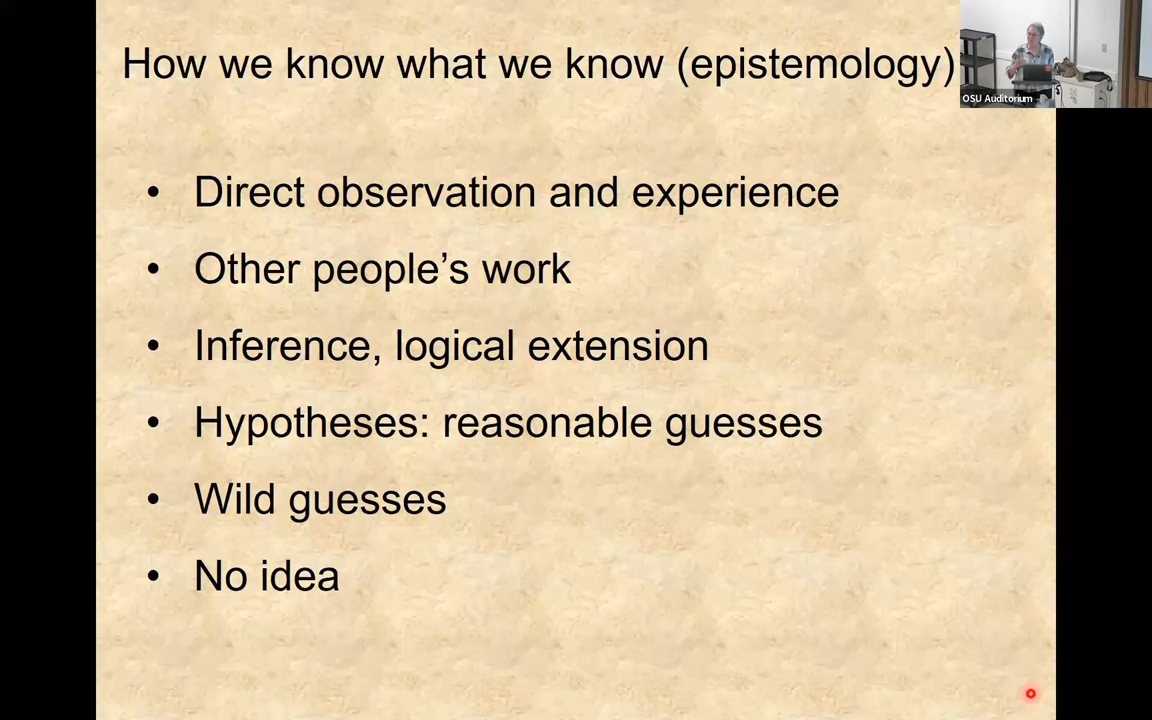 How we know what we know (epistemology)
OSU Auditorium
• Direct observation and experience
• Other people’s work
• Inference, logical extension
• Hypotheses: reasonable guesses
• Wild guesses
• No idea